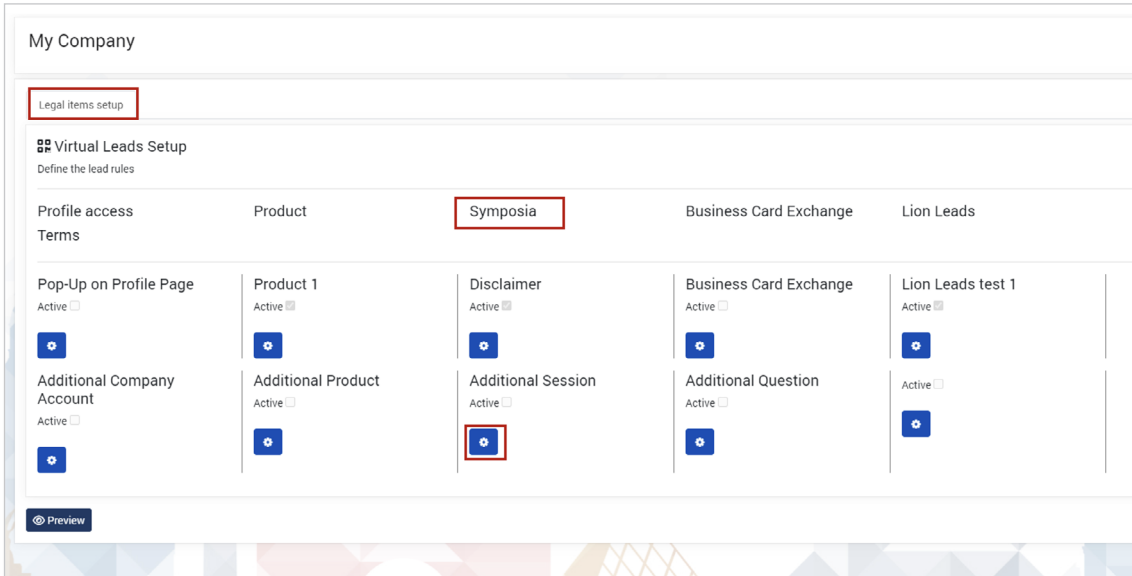 My Company
Legal items setup
Virtual Leads Setup
Define the lead rules
Profile access Terms
Product
Symposia
Business Card Exchange
Lion Leads
Pop-Up on Profile Page
Active
Product 1
Active
Disclaimer
Active
Business Card Exchange
Active
Lion Leads test 1
Active
Additional Company
Account
Active
Additional Product
Active
Additional Session
Active
Additional Question
Active
Active
Preview